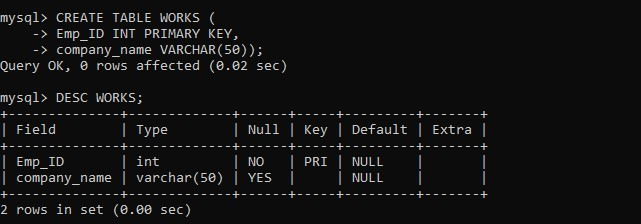 mysql> CREATE TABLE WORKS (
    -> Emp_ID INT PRIMARY KEY,
    -> company_name VARCHAR(50));
Query OK, 0 rows affected (0.02 sec)

mysql> DESC WORKS;
+--------------+-------------+------+-----+---------+-------+
| Field        | Type        | Null | Key | Default | Extra |
+--------------+-------------+------+-----+---------+-------+
| Emp_ID       | int         | NO   | PRI | NULL    |       |
| company_name | varchar(50) | YES  |     | NULL    |       |
+--------------+-------------+------+-----+---------+-------+
2 rows in set (0.00 sec)